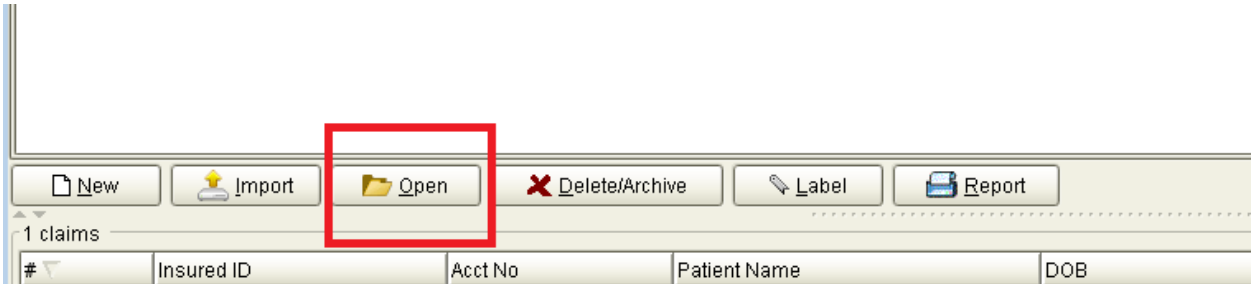 New Import Open Delete/Archive Label Report
1 claims
# Insured ID Acct No Patient Name DOB